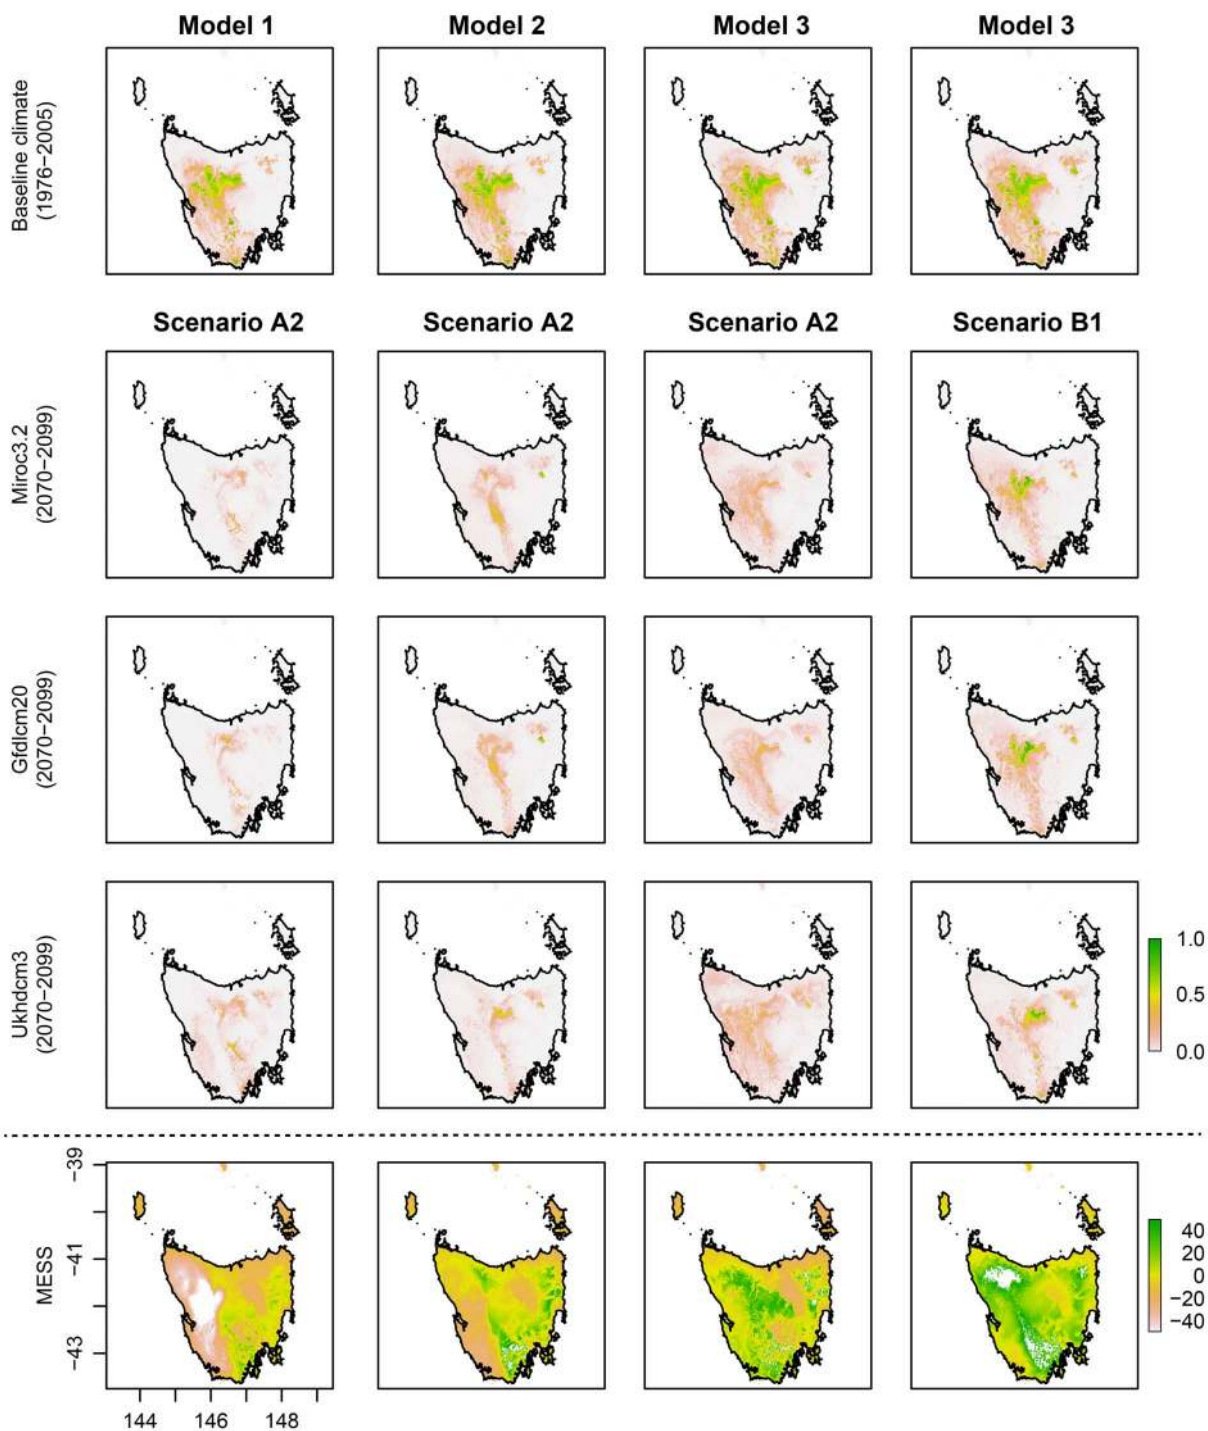 Model 1 Model 2 Model 3 Model 3
Baseline climate
(1976−2005)
Scenario A2 Scenario A2 Scenario A2 Scenario B1
Miroc3.2
(2070−2099)
Gfdlcm20
(2070−2099)
Ukhdcm3
(2070−2099)
1.0
0.5
0.0
MESS
−39
−41
−43
40
20
0
−20
−40
144 146 148